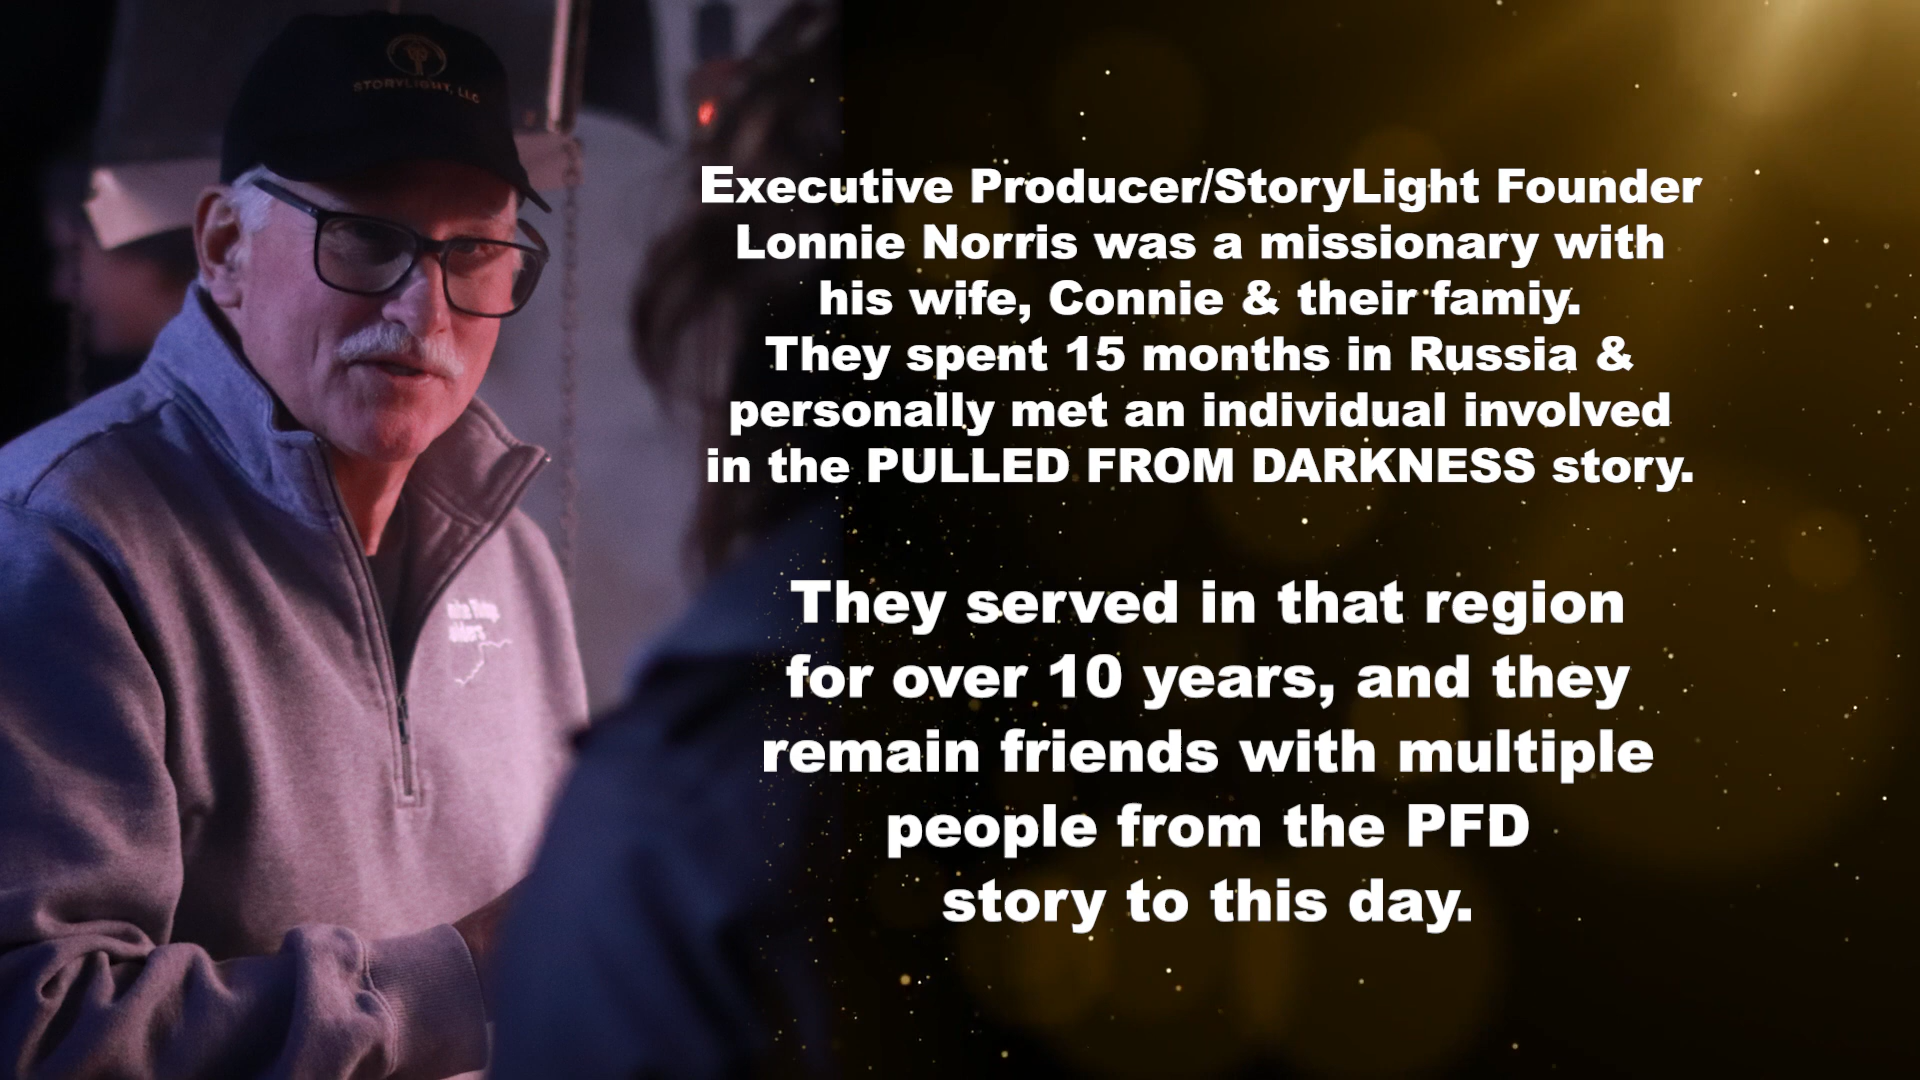 STORYLIGHT, LLC
Executive Producer/StoryLight Founder
Lonnie Norris was a missionary with
his wife, Connie & their famiy.
They spent 15 months in Russia &
personally met an individual involved
in the PULLED FROM DARKNESS story.
They served in that region
for over 10 years, and they
remain friends with multiple
people from the PFD
story to this day.